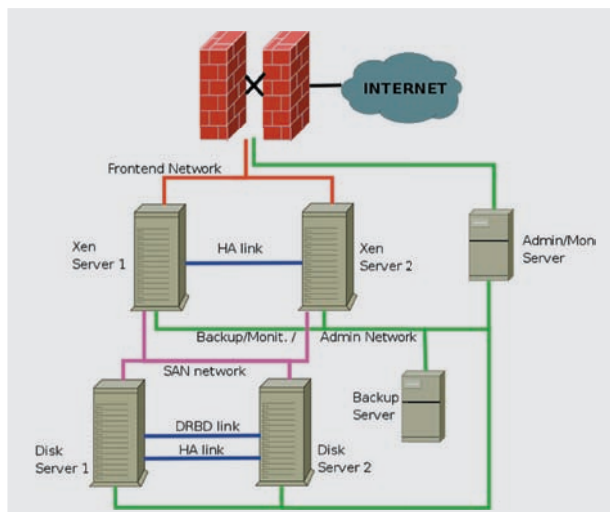 INTERNET
Frontend Network
Xen
Server 1
HA link
Xen
Server 2
Admin/Mon
Server
Backup/Monit. /
Admin Network
SAN network
Disk
Server 1
DRBD link
HA link
Disk
Server 2
Backup
Server